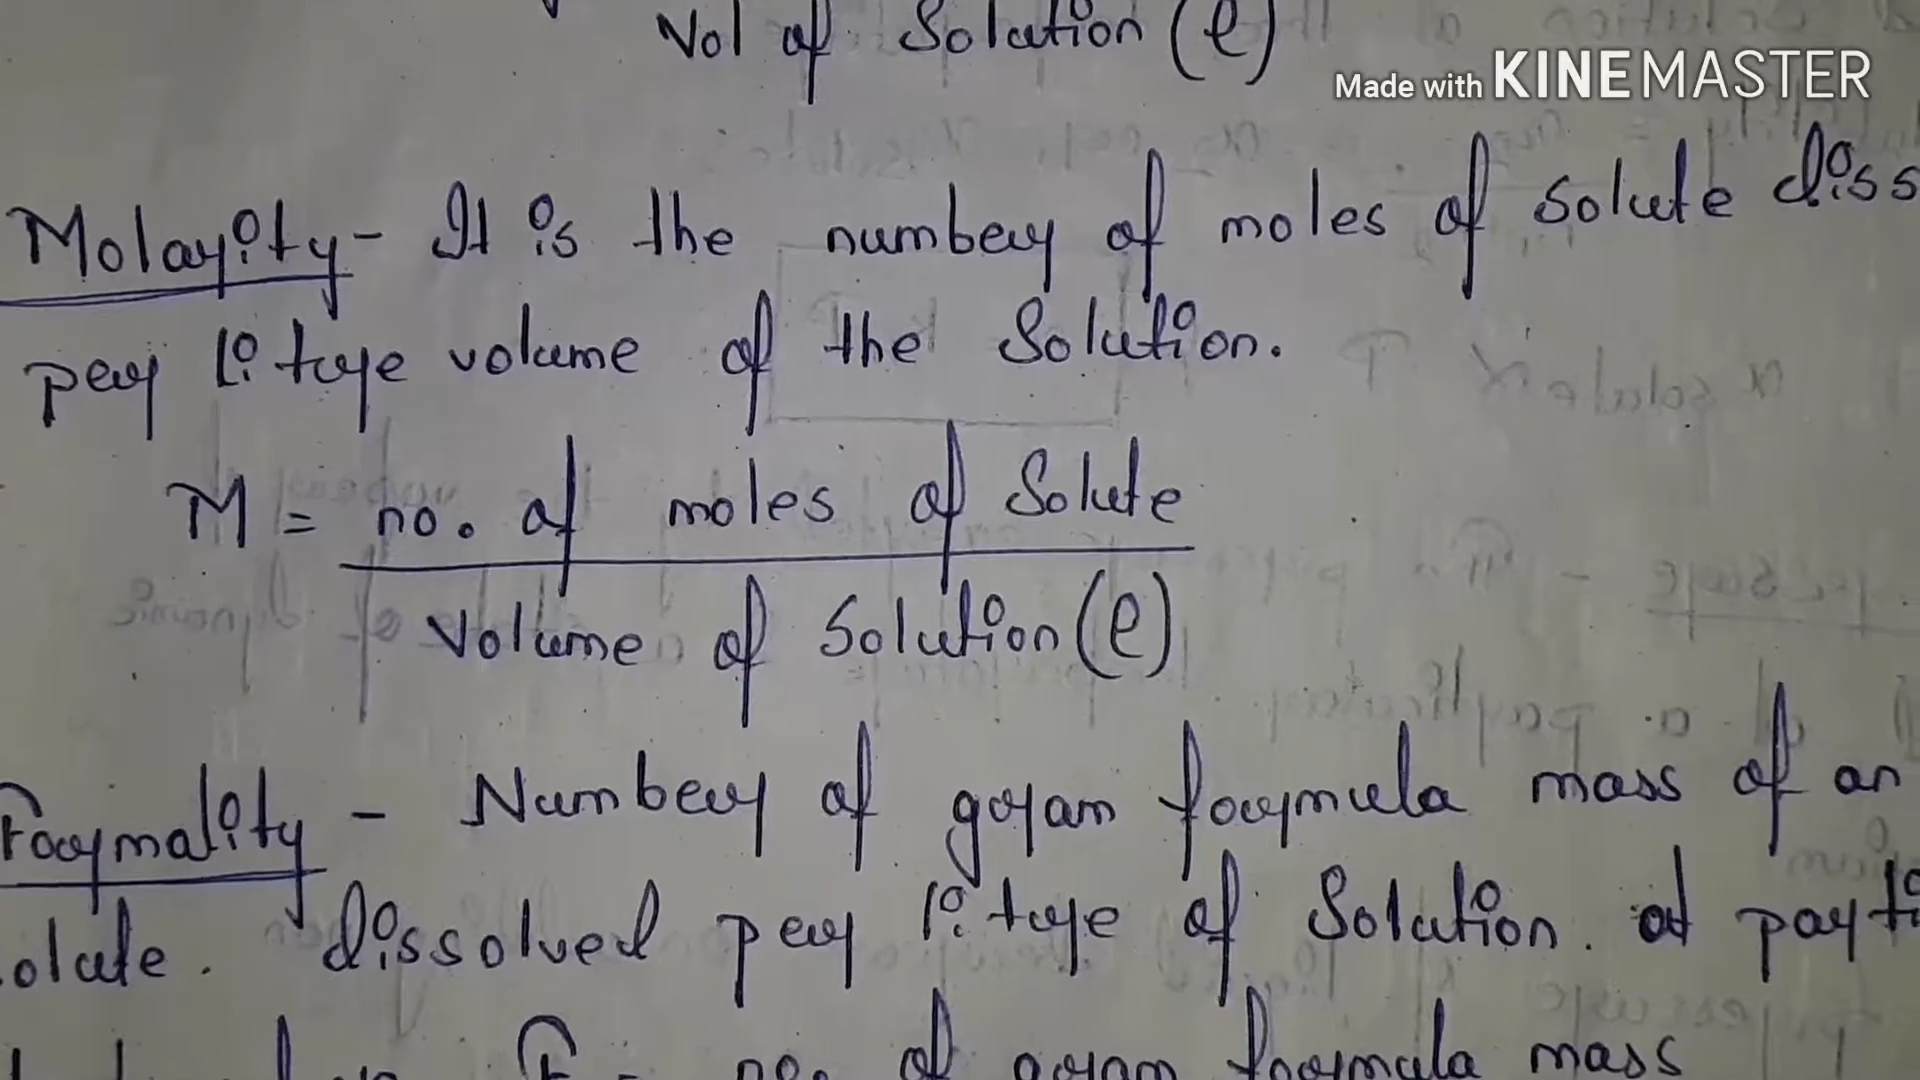 Vol of Solution (l)
Made with KINEMASTER
Molarity - It is the number of moles of solute diss
per litre volume of the Solution.
M = no. of moles of Solute
Volume of Solution (l)
Formality - Number of gram formula mass of an
olute. dissolved per litre of Solution. at parti
F = no. of gram formula mass